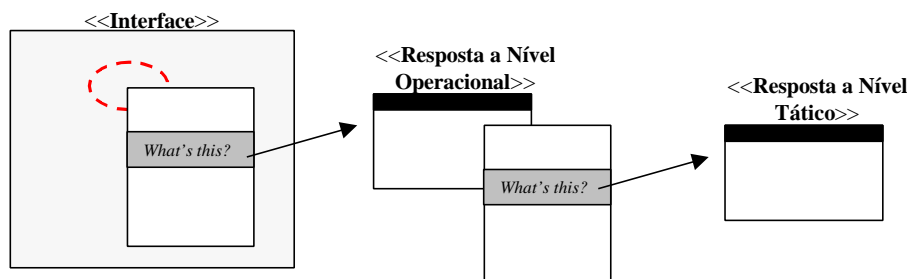 <<Interface>>
What's this?
<<Resposta a Nível
Operacional>>
What's this?
<<Resposta a Nível
Tático>>